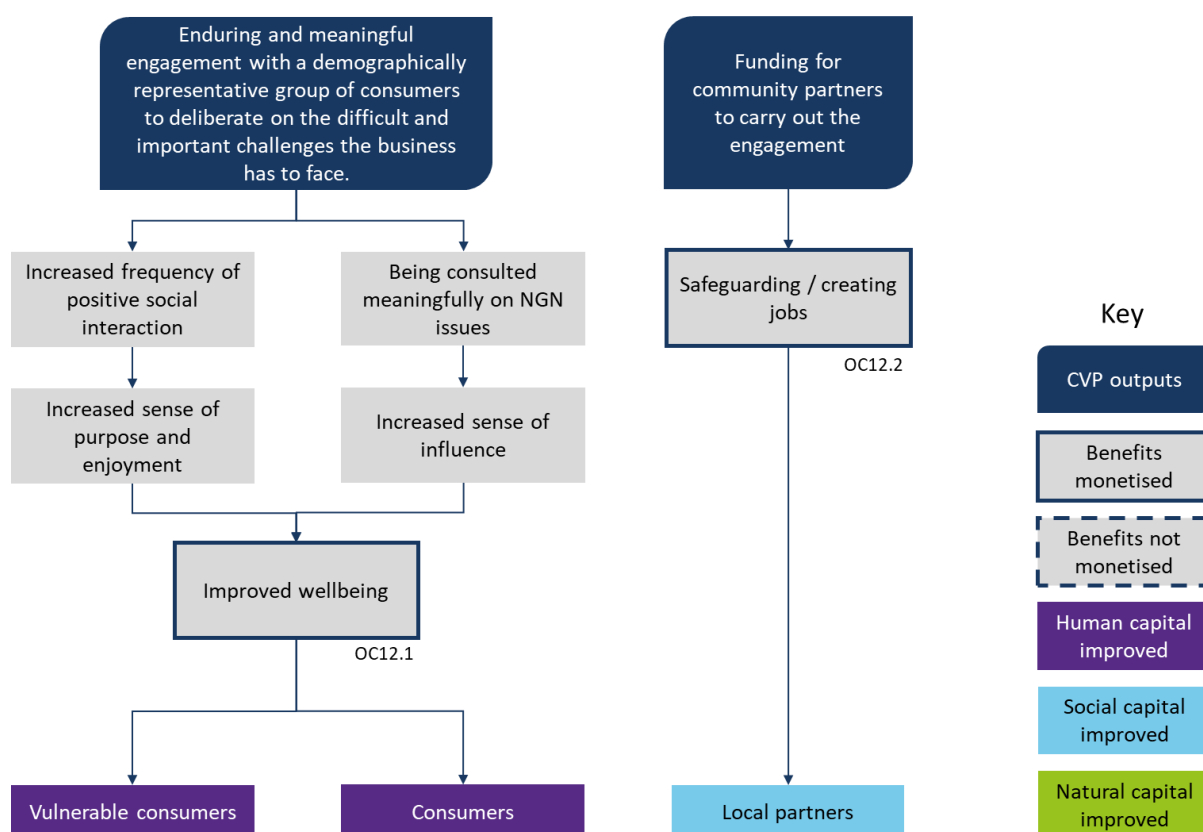 Enduring and meaningful
engagement with a demographically
representative group of consumers
to deliberate on the difficult and
important challenges the business
has to face.
Funding for
community partners
to carry out the
engagement
Increased frequency of
positive social
interaction
Being consulted
meaningfully on NGN
issues
Safeguarding / creating
jobs
OC12.2
Increased sense of
purpose and
enjoyment
Increased sense of
influence
Improved wellbeing
OC12.1
Vulnerable consumers
Consumers
Local partners
Key
CVP outputs
Benefits
monetised
Benefits not
monetised
Human capital
improved
Social capital
improved
Natural capital
improved